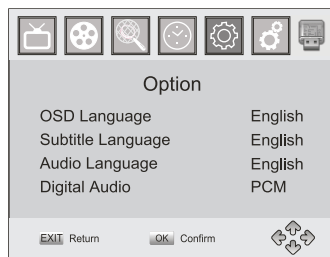 Option
OSD Language English
Subtitle Language English
Audio Language English
Digital Audio PCM
EXIT Return OK Confirm